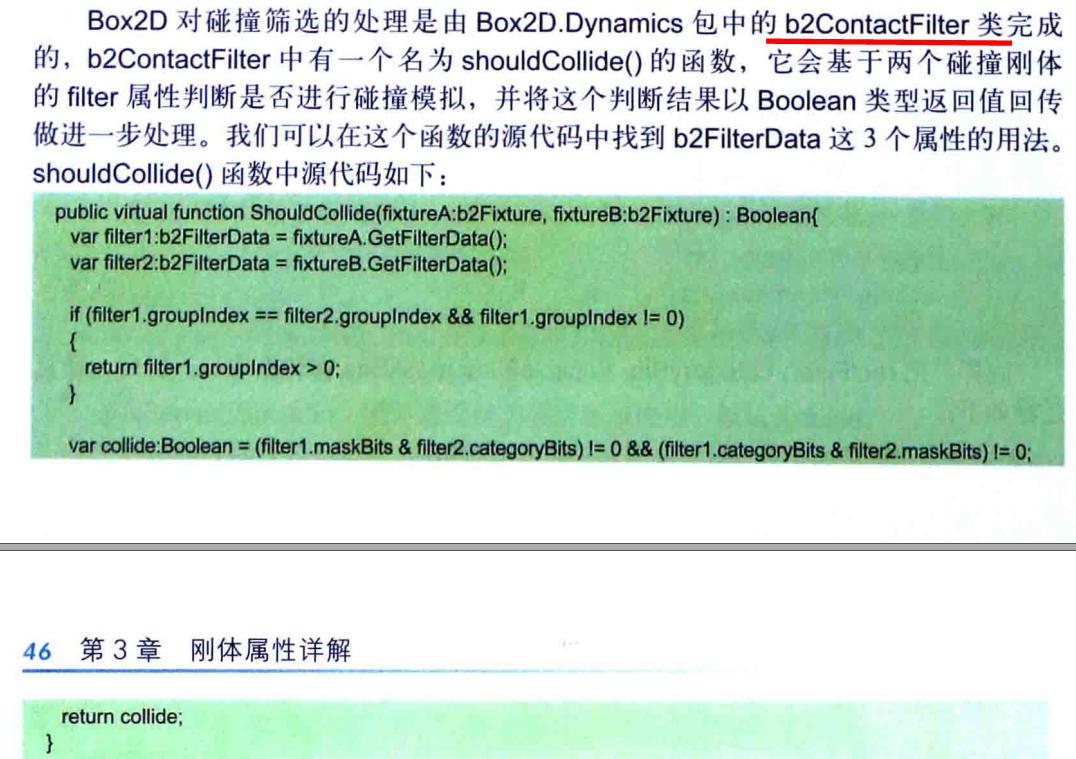 Box2D 对碰撞筛选的处理是由 Box2D.Dynamics 包中的 b2ContactFilter 类完成
的，b2ContactFilter 中有一个名为 shouldCollide() 的函数，它会基于两个碰撞刚体
的 filter 属性判断是否进行碰撞模拟，并将这个判断结果以 Boolean 类型返回值回传
做进一步处理。我们可以在这个函数的源代码中找到 b2FilterData 这 3 个属性的用法。
shouldCollide() 函数中源代码如下：
public virtual function ShouldCollide(fixtureA:b2Fixture, fixtureB:b2Fixture) : Boolean{
var filter1:b2FilterData = fixtureA.GetFilterData();
var filter2:b2FilterData = fixtureB.GetFilterData();
if (filter1.groupIndex == filter2.groupIndex && filter1.groupIndex != 0)
{
return filter1.groupIndex > 0;
}
var collide:Boolean = (filter1.maskBits & filter2.categoryBits) != 0 && (filter1.categoryBits & filter2.maskBits) != 0;
46 第 3 章 刚体属性详解
return collide;
}